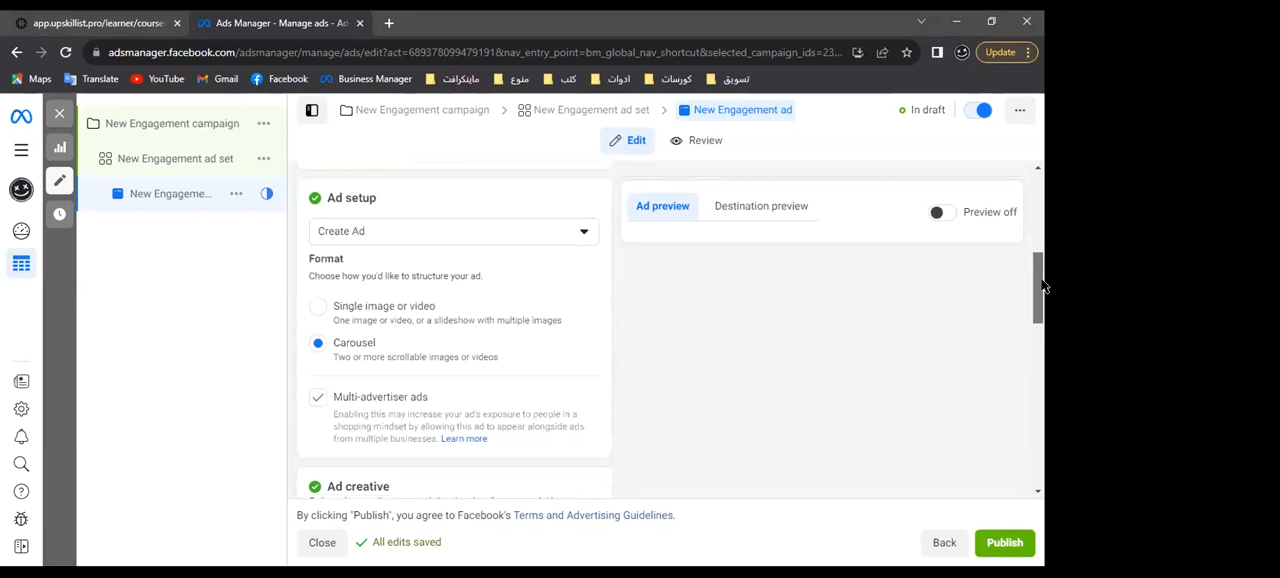 app.upskillist.pro/learner/course
Ads Manager - Manage ads - Ad
adsmanager.facebook.com/adsmanager/manage/ads/edit?act=689378099479191&nav_entry_point=bm_global_nav_shortcut&selected_campaign_ids=23...
Update
Maps Translate YouTube Gmail Facebook Business Manager ماينكرافت منوع كتب ادوات كورسات تسويق
New Engagement campaign
New Engagement ad set
New Engageme...
New Engagement campaign > New Engagement ad set > New Engagement ad
In draft
Edit Review
Ad setup
Create Ad
Format
Choose how you'd like to structure your ad.
Single image or video
One image or video, or a slideshow with multiple images
Carousel
Two or more scrollable images or videos
Multi-advertiser ads
Enabling this may increase your ad's exposure to people in a
shopping mindset by allowing this ad to appear alongside ads
from multiple businesses. Learn more
Ad creative
Ad preview Destination preview Preview off
By clicking "Publish", you agree to Facebook's Terms and Advertising Guidelines.
Close All edits saved Back Publish